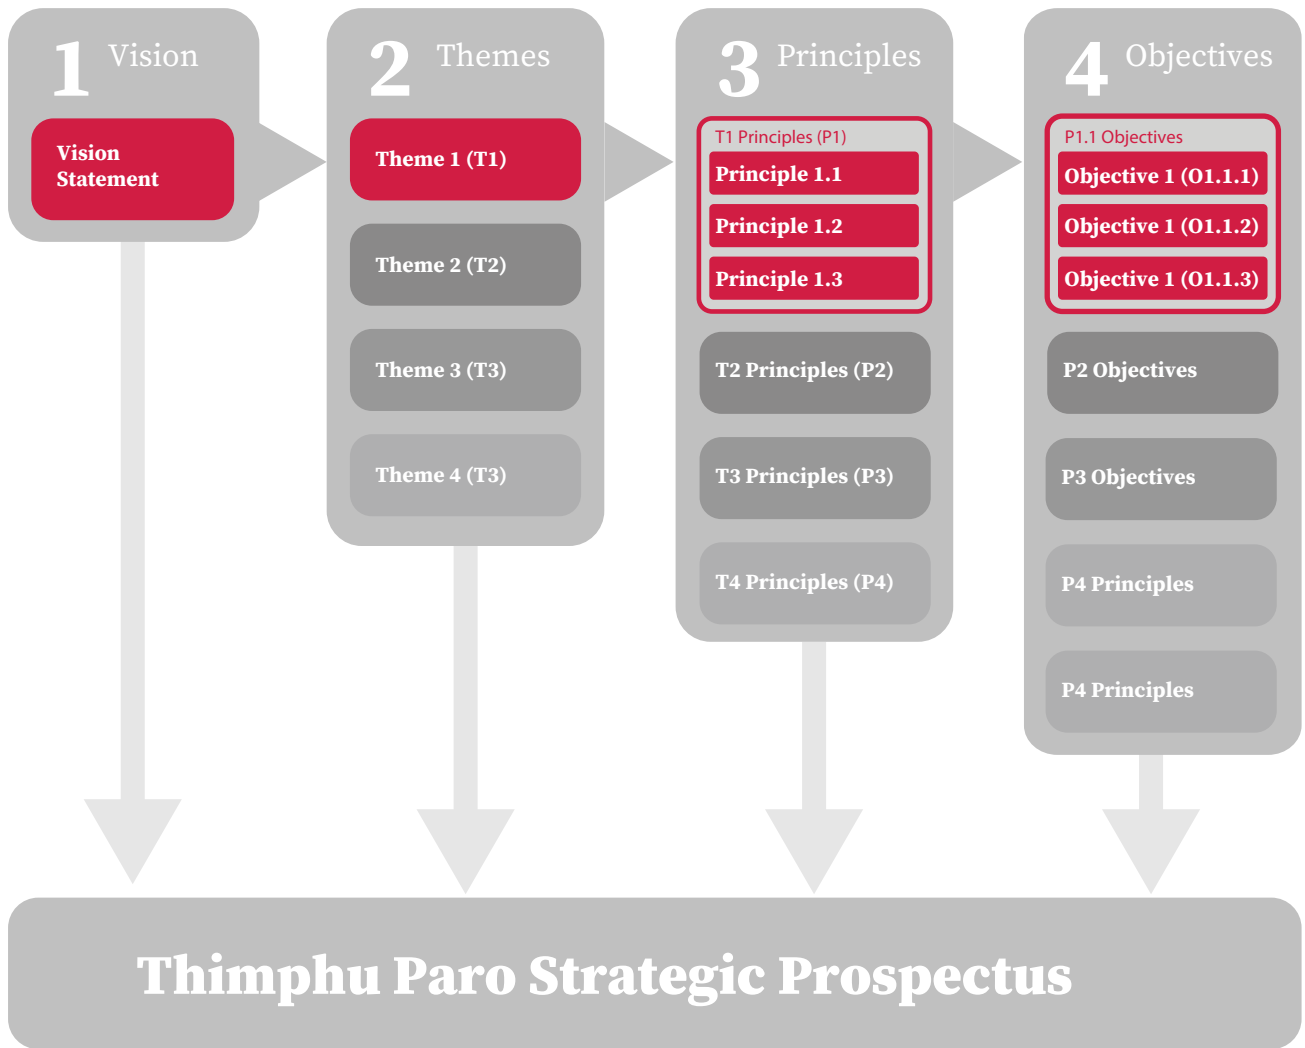 1 Vision
Vision
Statement
2 Themes
Theme 1 (T1)
Theme 2 (T2)
Theme 3 (T3)
Theme 4 (T3)
3 Principles
T1 Principles (P1)
Principle 1.1
Principle 1.2
Principle 1.3
T2 Principles (P2)
T3 Principles (P3)
T4 Principles (P4)
4 Objectives
P1.1 Objectives
Objective 1 (O1.1.1)
Objective 1 (O1.1.2)
Objective 1 (O1.1.3)
P2 Objectives
P3 Objectives
P4 Principles
P4 Principles
Thimphu Paro Strategic Prospectus